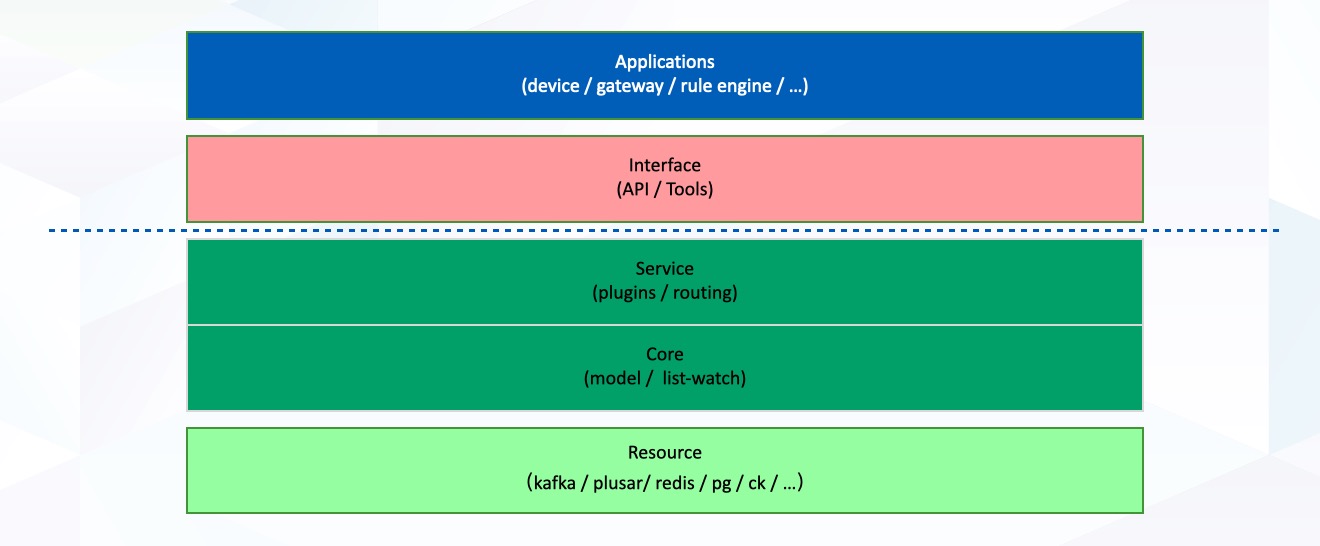 Applications
(device / gateway / rule engine / ...)
Interface
(API / Tools)
Service
(plugins / routing)
Core
(model /  list-watch)
Resource
（kafka / plusar/ redis / pg / ck / ...）